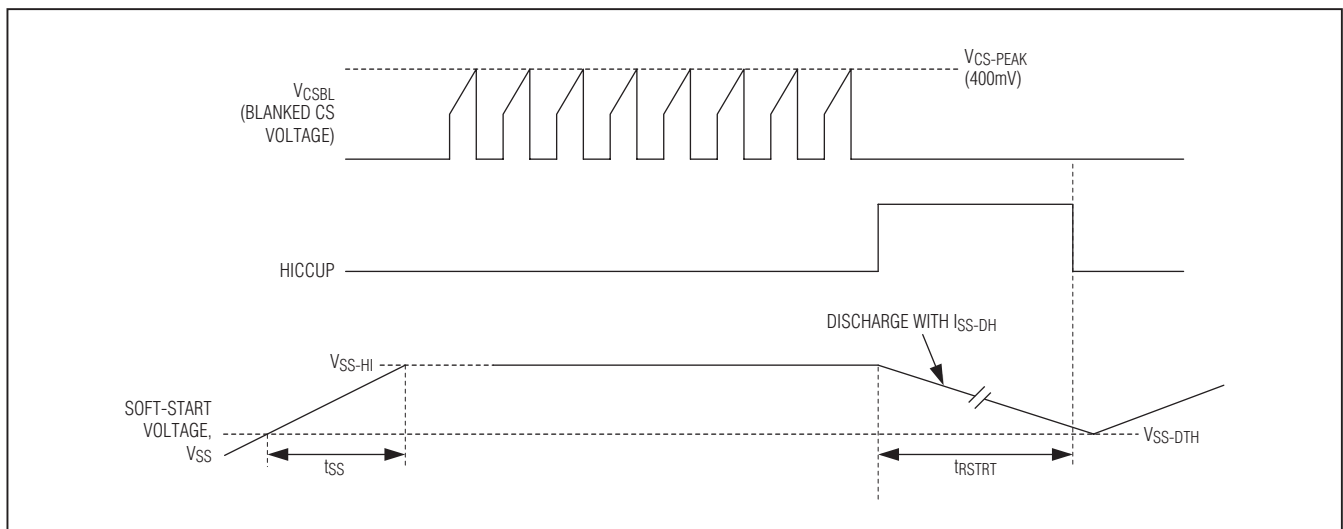 VCS-PEAK
(400mV)
VCSBL
(BLANKED CS
VOLTAGE)
HICCUP
DISCHARGE WITH ISS-DH
VSS-HI
SOFT-START
VOLTAGE,
VSS
tSS
tRSTRT
VSS-DTH